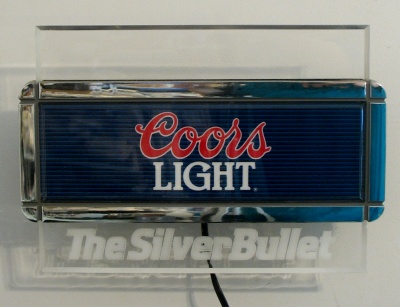 Coors
LIGHT®
The Silver Bullet